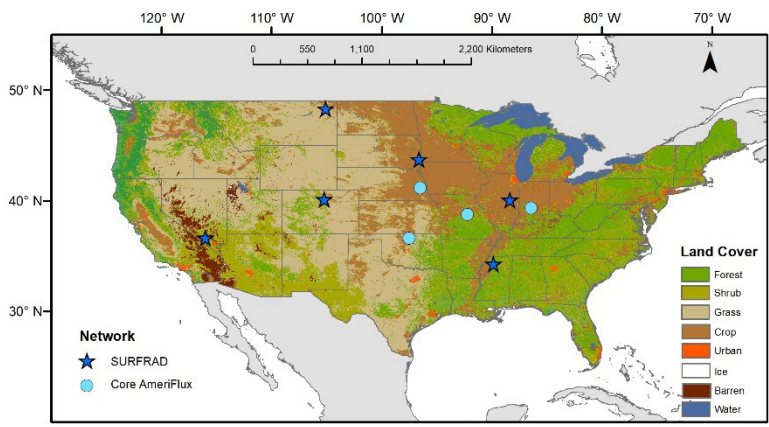 120° W 110° W 100° W 90° W 80° W 70° W
0 550 1,100 2,200 Kilometers
N
50° N
40° N
30° N
Land Cover
Forest
Shrub
Grass
Crop
Urban
Ice
Barren
Water
Network
SURFRAD
Core AmeriFlux